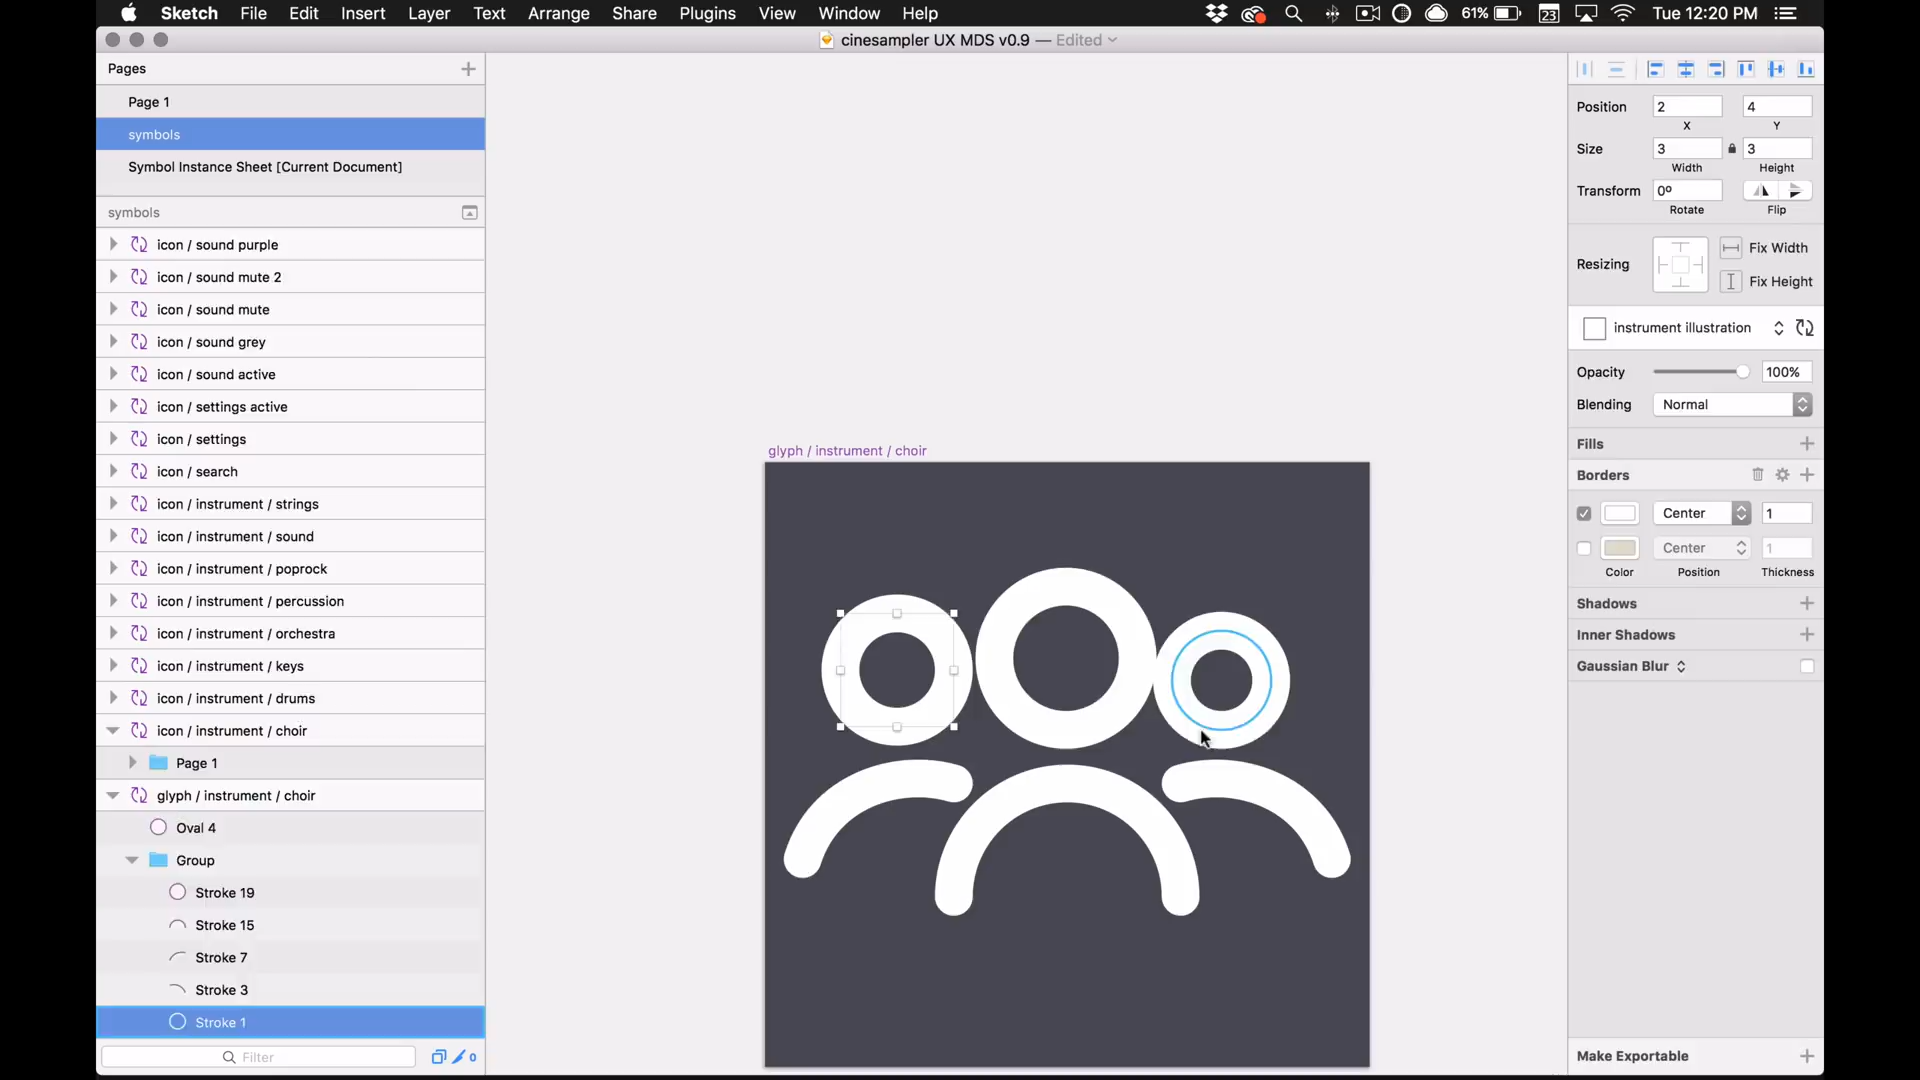 Sketch File Edit Insert Layer Text Arrange Share Plugins View Window Help 61% 23 Tue 12:20 PM
cinesampler UX MDS v0.9 — Edited
Pages
Page 1
symbols
Symbol Instance Sheet [Current Document]
symbols
icon / sound purple
icon / sound mute 2
icon / sound mute
icon / sound grey
icon / sound active
icon / settings active
icon / settings
icon / search
icon / instrument / strings
icon / instrument / sound
icon / instrument / poprock
icon / instrument / percussion
icon / instrument / orchestra
icon / instrument / keys
icon / instrument / drums
icon / instrument / choir
Page 1
glyph / instrument / choir
Oval 4
Group
Stroke 19
Stroke 15
Stroke 7
Stroke 3
Stroke 1
Filter 0
glyph / instrument / choir
Position 2 4
X Y
Size 3 3
Width Height
Transform 0º
Rotate Flip
Resizing Fix Width
Fix Height
instrument illustration
Opacity 100%
Blending Normal
Fills
Borders
Center 1
Center 1
Color Position Thickness
Shadows
Inner Shadows
Gaussian Blur
Make Exportable